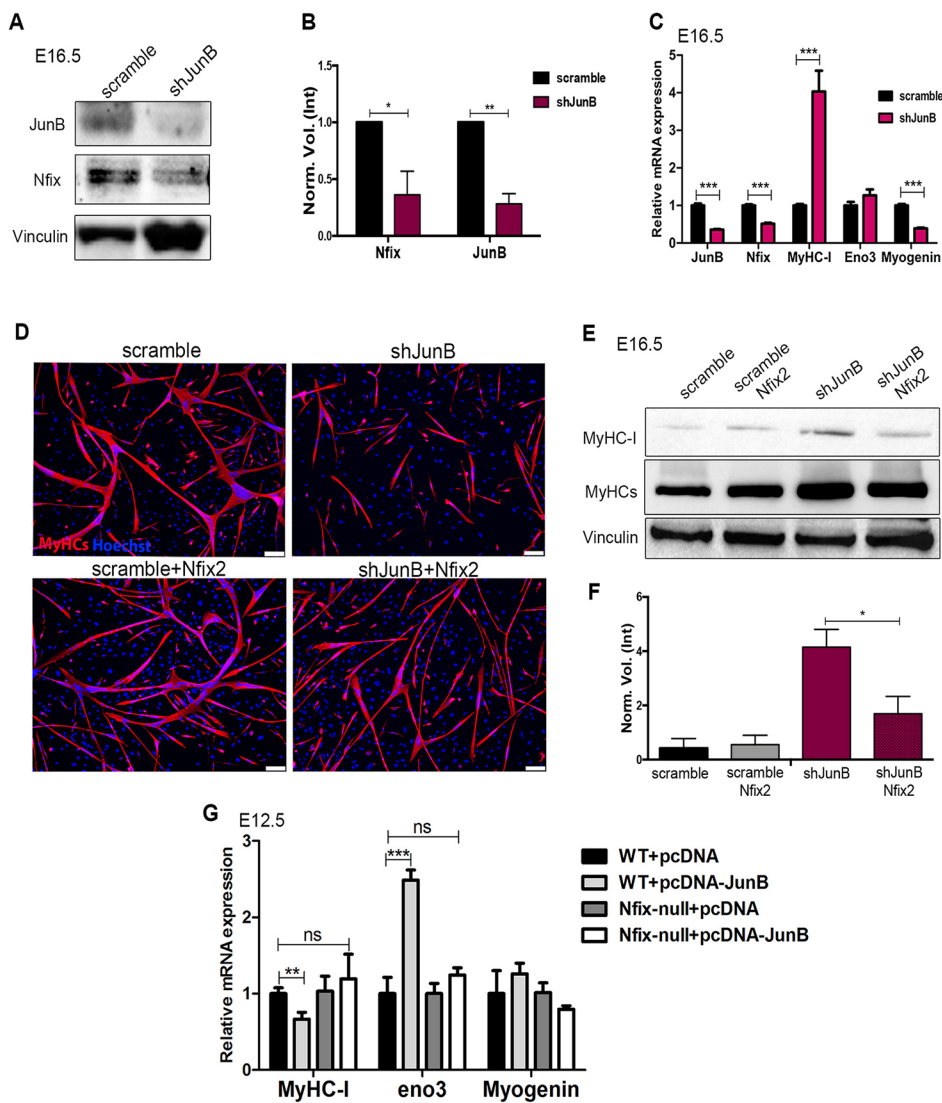 A
E16.5
scramble
shJunB
JunB
Nfix
Vinculin
B
Norm. Vol. (Int)
1.5
1.0
0.5
0.0
*
**
scramble
shJunB
Nfix
JunB
C
E16.5
Relative mRNA expression
5
4
3
2
1
0
***
***
***
***
scramble
shJunB
JunB
Nfix
MyHC-I
Eno3
Myogenin
D
scramble
shJunB
MyHCs Hoechst
scramble+Nfix2
shJunB+Nfix2
E
E16.5
scramble
scramble
Nfix2
shJunB
shJunB
Nfix2
MyHC-I
MyHCs
Vinculin
F
Norm. Vol. (Int)
6
4
2
0
*
scramble
scramble
Nfix2
shJunB
shJunB
Nfix2
G
E12.5
Relative mRNA expression
3
2
1
0
ns
**
ns
***
MyHC-I
eno3
Myogenin
WT+pcDNA
WT+pcDNA-JunB
Nfix-null+pcDNA
Nfix-null+pcDNA-JunB